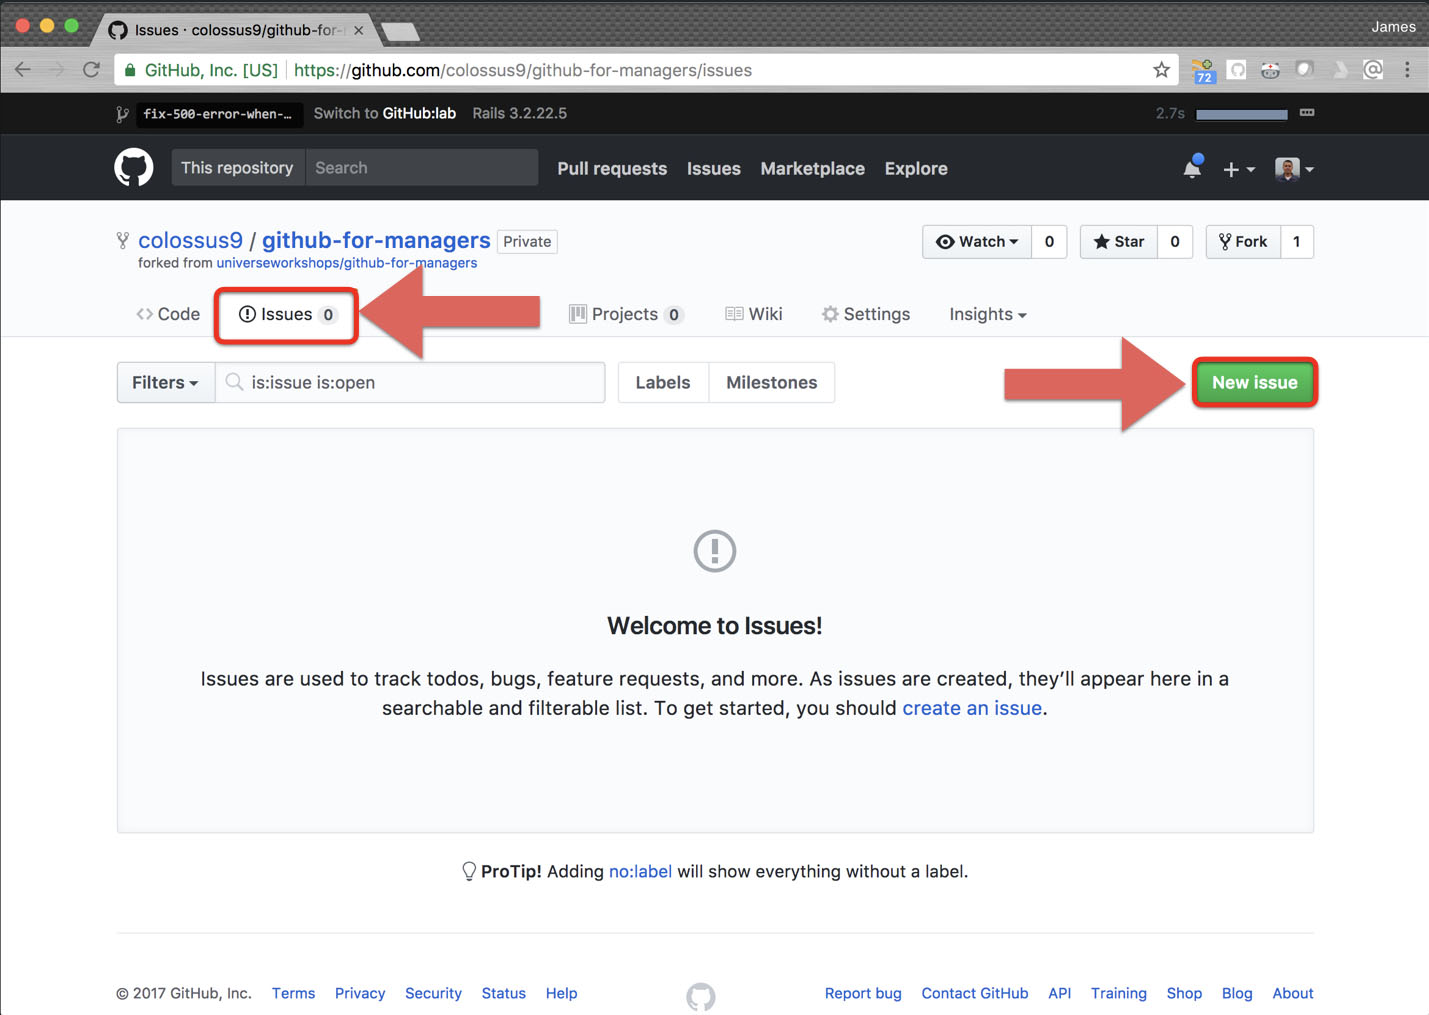 Issues · colossus9/github-for-
James
GitHub, Inc. [US] https://github.com/colossus9/github-for-managers/issues
72
fix-500-error-when-… Switch to GitHub:lab Rails 3.2.22.5 2.7s
This repository Search Pull requests Issues Marketplace Explore
colossus9 / github-for-managers Private Watch 0 Star 0 Fork 1
forked from universeworkshops/github-for-managers
Code Issues 0 Projects 0 Wiki Settings Insights
Filters is:issue is:open Labels Milestones New issue
Welcome to Issues!
Issues are used to track todos, bugs, feature requests, and more. As issues are created, they’ll appear here in a
searchable and filterable list. To get started, you should create an issue.
ProTip! Adding no:label will show everything without a label.
© 2017 GitHub, Inc. Terms Privacy Security Status Help Report bug Contact GitHub API Training Shop Blog About